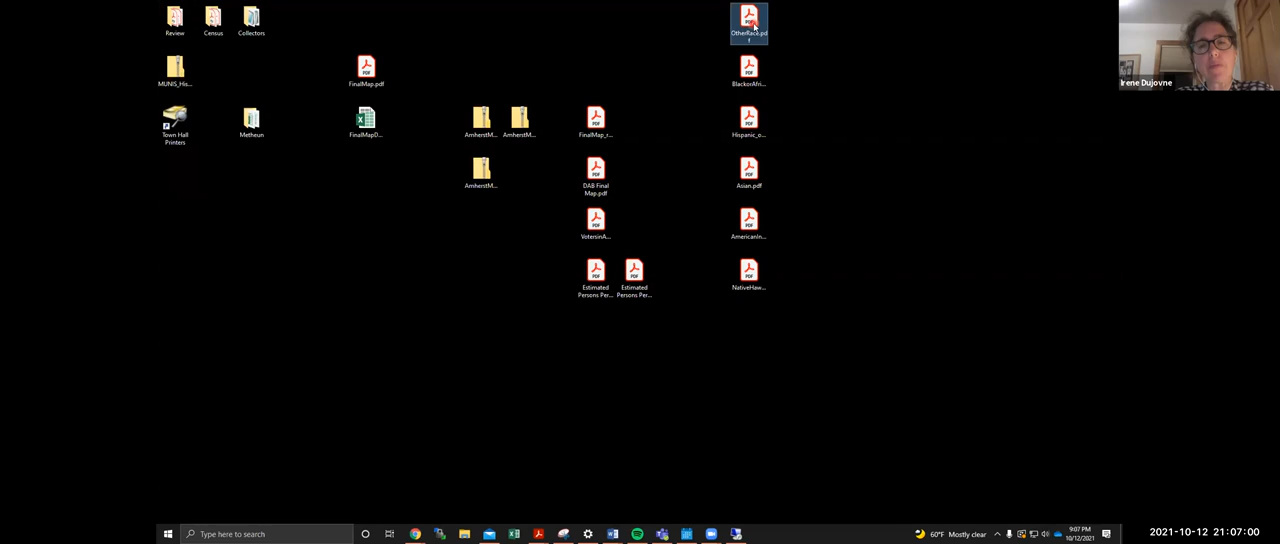 Review
Census
Collectors
OtherRace.pd
f
MUNIS_His...
FinalMap.pdf
BlackorAfri...
Irene Dujovne
Town Hall
Printers
Metheun
FinalMapD...
AmherstM...
AmherstM...
FinalMap_r...
Hispanic_o...
AmherstM...
DAB Final
Map.pdf
Asian.pdf
VotersinA...
AmericanIn...
Estimated
Persons Per...
Estimated
Persons Per...
NativeHaw...
Type here to search
60°F Mostly clear
9:07 PM
10/12/2021
2021-10-12 21:07:00